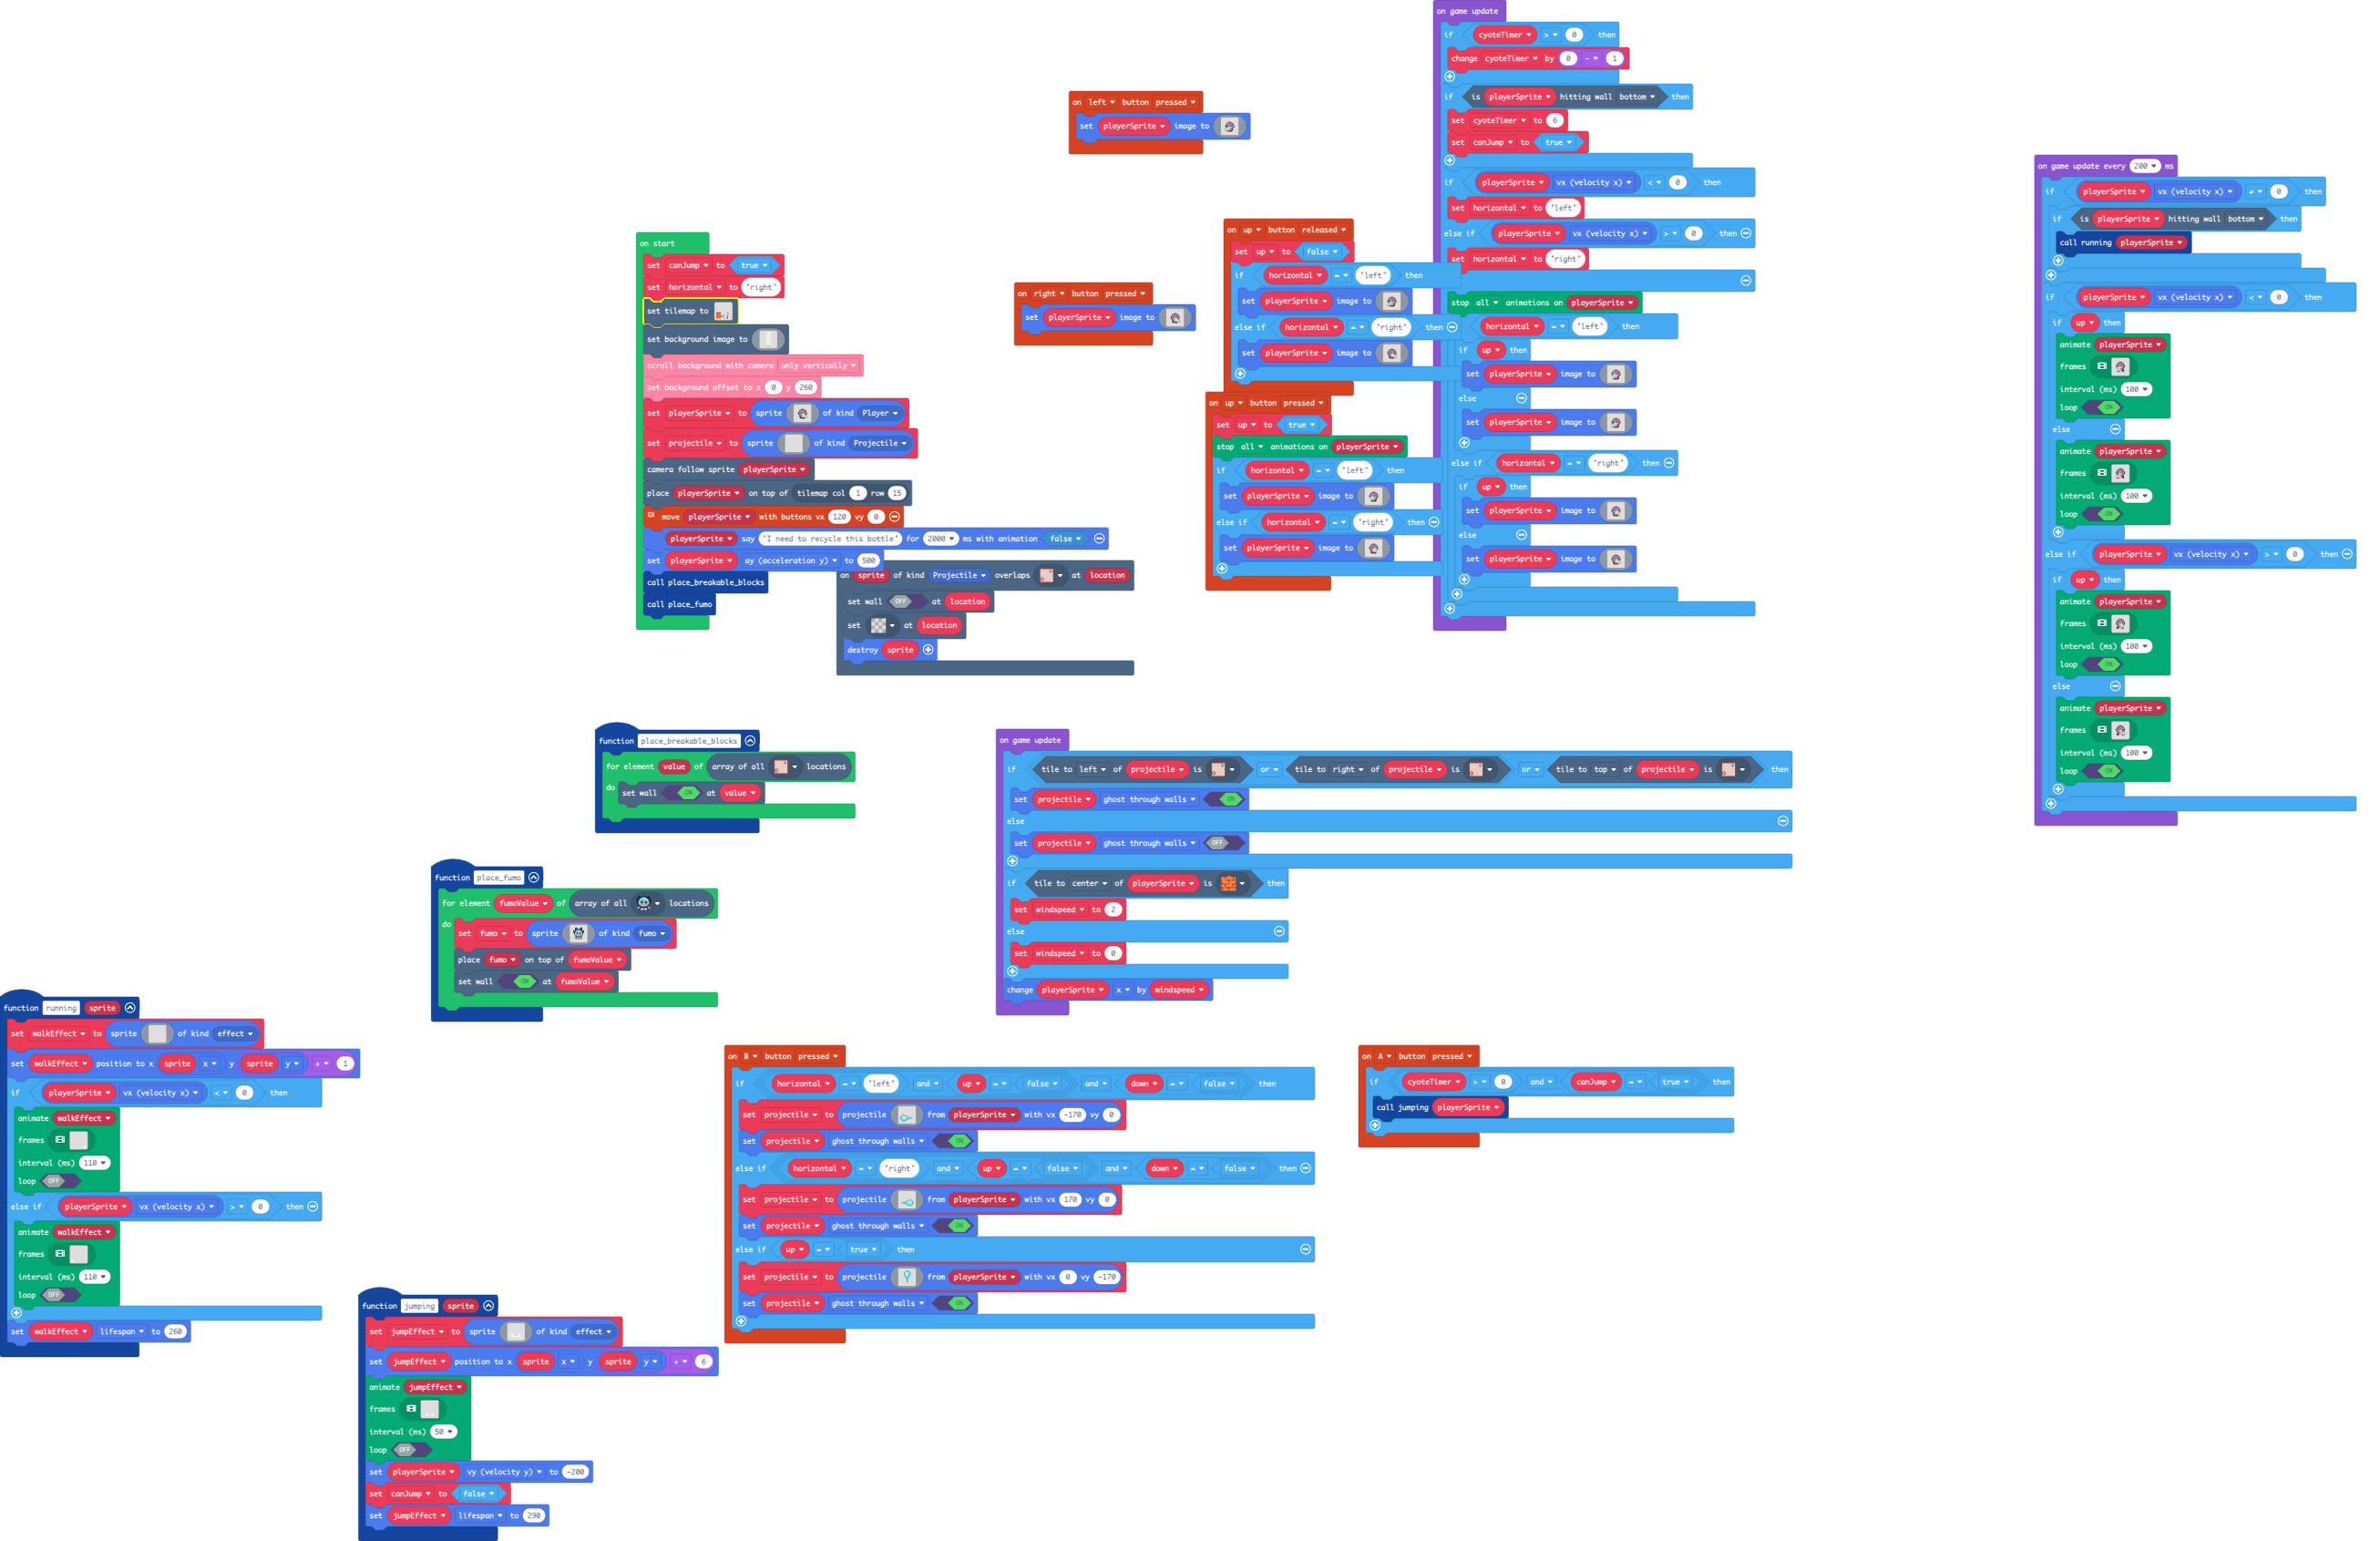 on start
set canJump to true
set horizontal to "right"
set tilemap to
set background image to
scroll background with camera only vertically
set background offset to x 0 y 260
set playerSprite to sprite of kind Player
set projectile to sprite of kind Projectile
camera follow sprite playerSprite
place playerSprite on top of tilemap col 1 row 15
move playerSprite with buttons vx 120 vy 0
playerSprite say "I need to recycle this bottle" for 2000 ms with animation false
set playerSprite ay (acceleration y) to 500
call place_breakable_blocks
call place_fumo
on sprite of kind Projectile overlaps at location
set wall OFF at location
set at location
destroy sprite
on left button pressed
set playerSprite image to
on right button pressed
set playerSprite image to
on up button released
set up to false
if horizontal = "left" then
set playerSprite image to
else if horizontal = "right" then
set playerSprite image to
on up button pressed
set up to true
stop all animations on playerSprite
if horizontal = "left" then
set playerSprite image to
else if horizontal = "right" then
set playerSprite image to
on game update
if cyoteTimer > 0 then
change cyoteTimer by 0 - 1
if is playerSprite hitting wall bottom then
set cyoteTimer to 6
set canJump to true
if playerSprite vx (velocity x) < 0 then
set horizontal to "left"
else if playerSprite vx (velocity x) > 0 then
set horizontal to "right"
stop all animations on playerSprite
horizontal = "left" then
if up then
set playerSprite image to
else
set playerSprite image to
else if horizontal = "right" then
if up then
set playerSprite image to
else
set playerSprite image to
on game update every 200 ms
if playerSprite vx (velocity x) ≠ 0 then
if is playerSprite hitting wall bottom then
call running playerSprite
if playerSprite vx (velocity x) < 0 then
if up then
animate playerSprite
frames
interval (ms) 100
loop ON
else
animate playerSprite
frames
interval (ms) 100
loop ON
else if playerSprite vx (velocity x) > 0 then
if up then
animate playerSprite
frames
interval (ms) 100
loop ON
else
animate playerSprite
frames
interval (ms) 100
loop ON
function place_breakable_blocks
for element value of array of all locations
do set wall ON at value
function place_fumo
for element fumoValue of array of all locations
do set fumo to sprite of kind fumo
place fumo on top of fumoValue
set wall ON at fumoValue
on game update
if tile to left of projectile is or tile to right of projectile is or tile to top of projectile is then
set projectile ghost through walls ON
else
set projectile ghost through walls OFF
if tile to center of playerSprite is then
set windspeed to 2
else
set windspeed to 0
change playerSprite x by windspeed
function running sprite
set walkEffect to sprite of kind effect
set walkEffect position to x sprite x y sprite y + 1
if playerSprite vx (velocity x) < 0 then
animate walkEffect
frames
interval (ms) 110
loop OFF
else if playerSprite vx (velocity x) > 0 then
animate walkEffect
frames
interval (ms) 110
loop OFF
set walkEffect lifespan to 260
function jumping sprite
set jumpEffect to sprite of kind effect
set jumpEffect position to x sprite x y sprite y + 6
animate jumpEffect
frames
interval (ms) 50
loop OFF
set playerSprite vy (velocity y) to -200
set canJump to false
set jumpEffect lifespan to 290
on B button pressed
if horizontal = "left" and up = false and down = false then
set projectile to projectile from playerSprite with vx -170 vy 0
set projectile ghost through walls ON
else if horizontal = "right" and up = false and down = false then
set projectile to projectile from playerSprite with vx 170 vy 0
set projectile ghost through walls ON
else if up = true then
set projectile to projectile from playerSprite with vx 0 vy -170
set projectile ghost through walls ON
on A button pressed
if cyoteTimer > 0 and canJump = true then
call jumping playerSprite